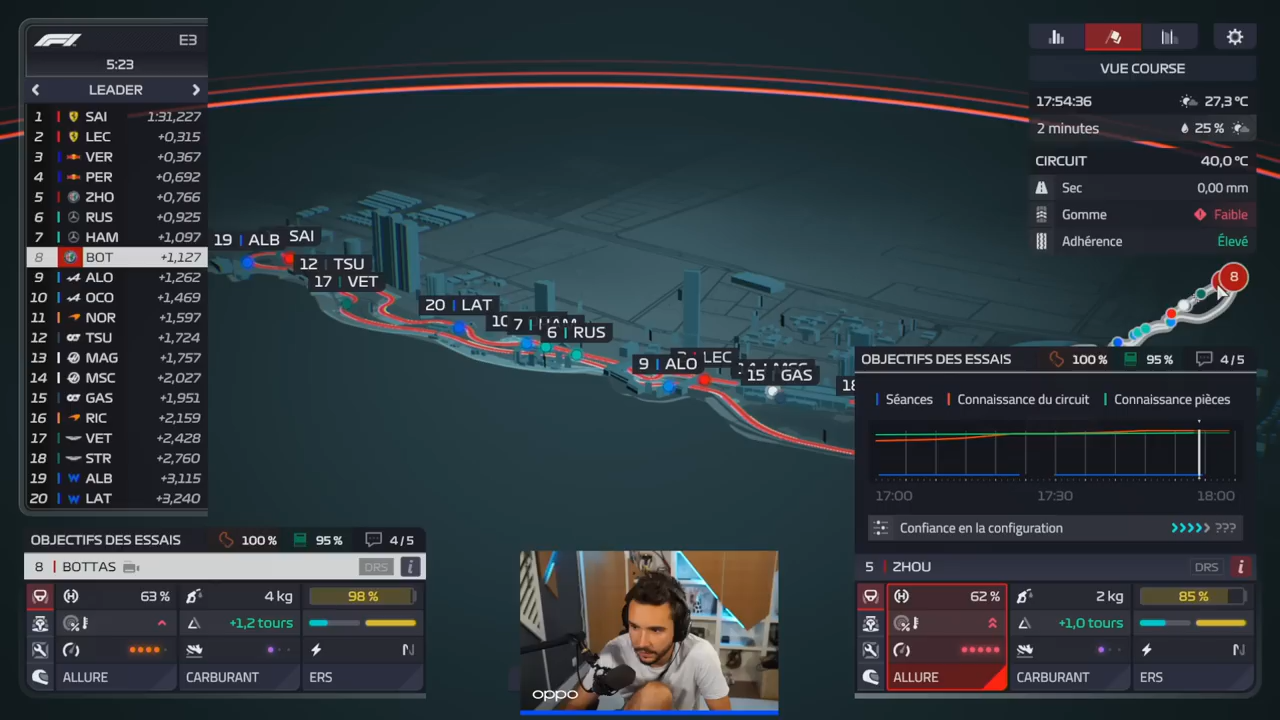 F1 E3
5:23
LEADER
1 SAI 1:31,227
2 LEC +0,315
3 VER +0,367
4 PER +0,692
5 ZHO +0,766
6 RUS +0,925
7 HAM +1,097
8 BOT +1,127
9 ALO +1,262
10 OCO +1,469
11 NOR +1,597
12 TSU +1,724
13 MAG +1,757
14 MSC +2,027
15 GAS +1,951
16 RIC +2,159
17 VET +2,428
18 STR +2,760
19 ALB +3,115
20 LAT +3,240
19 ALB SAI
12 TSU
17 VET
20 LAT
7 HAM
6 RUS
9 ALO
LEC
15 GAS
18
VUE COURSE
17:54:36 27,3 °C
2 minutes 25 %
CIRCUIT 40,0 °C
Sec 0,00 mm
Gomme Faible
Adhérence Élevé
8
OBJECTIFS DES ESSAIS 100 % 95 % 4/5
Séances Connaissance du circuit Connaissance pièces
17:00 17:30 18:00
Confiance en la configuration ???
5 ZHOU DRS i
62 % 2 kg 85 %
+1,0 tours
ALLURE CARBURANT ERS
OBJECTIFS DES ESSAIS 100 % 95 % 4/5
8 BOTTAS DRS i
63 % 4 kg 98 %
+1,2 tours
ALLURE CARBURANT ERS
oppo